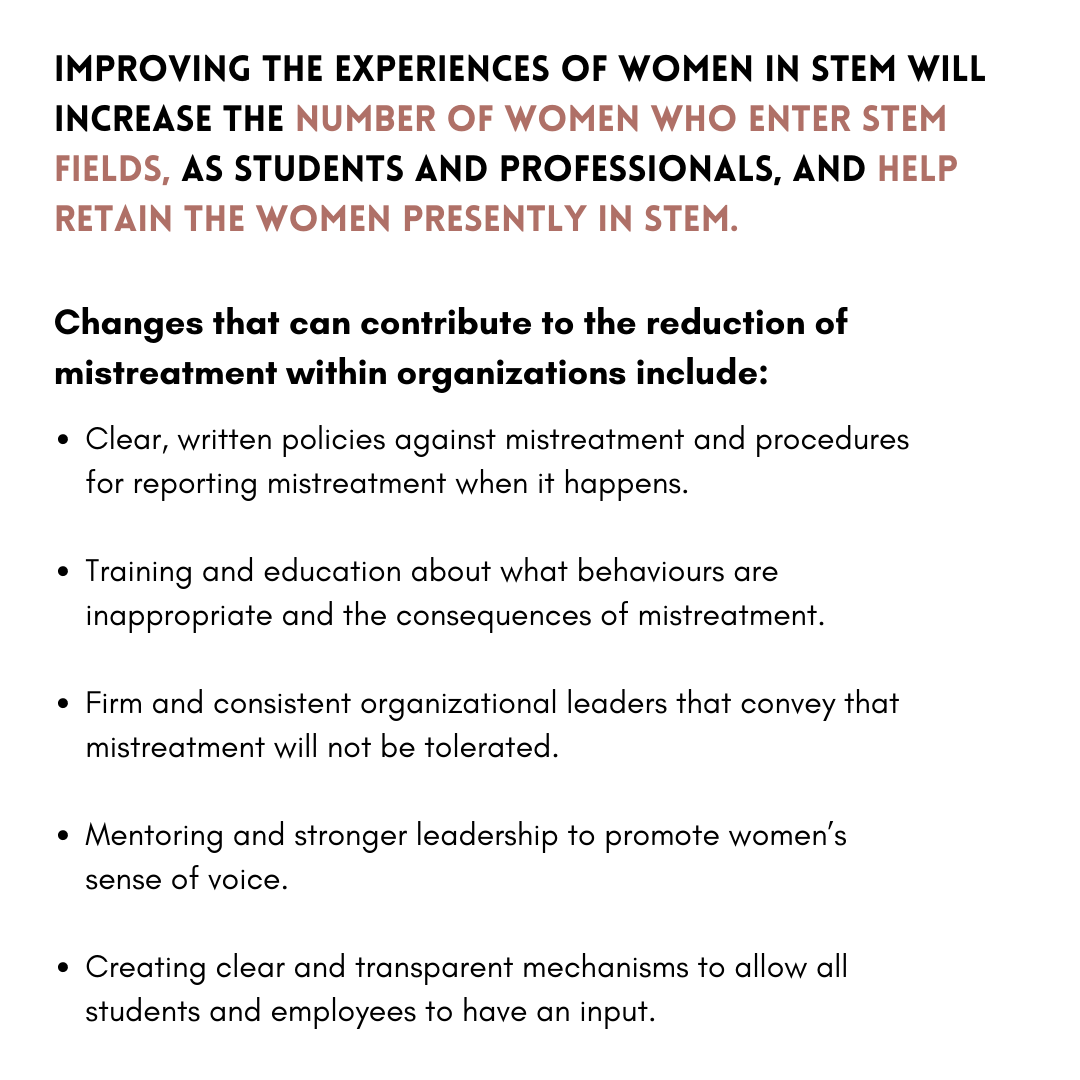 IMPROVING THE EXPERIENCES OF WOMEN IN STEM WILL
INCREASE THE NUMBER OF WOMEN WHO ENTER STEM
FIELDS, AS STUDENTS AND PROFESSIONALS, AND HELP
RETAIN THE WOMEN PRESENTLY IN STEM.
Changes that can contribute to the reduction of
mistreatment within organizations include:
• Clear, written policies against mistreatment and procedures
for reporting mistreatment when it happens.
• Training and education about what behaviours are
inappropriate and the consequences of mistreatment.
• Firm and consistent organizational leaders that convey that
mistreatment will not be tolerated.
• Mentoring and stronger leadership to promote women’s
sense of voice.
• Creating clear and transparent mechanisms to allow all
students and employees to have an input.